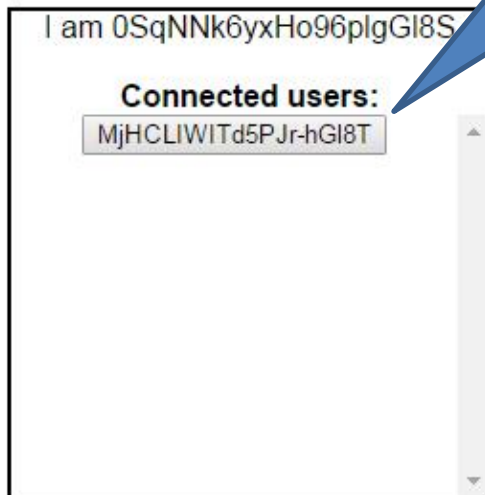 I am 0SqNNk6yxHo96plgGl8S
Connected users:
MjHCLIWITd5PJr-hGl8T